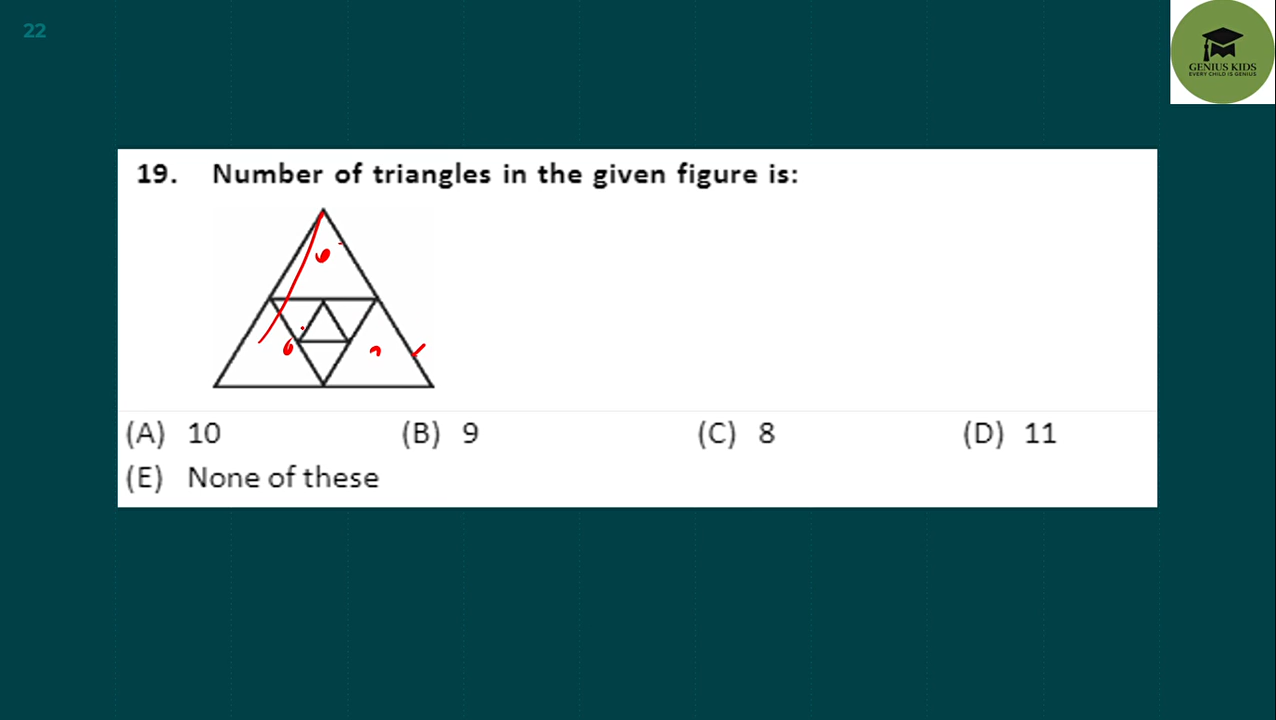 22
GENIUS KIDS
EVERY CHILD IS GENIUS
19. Number of triangles in the given figure is:
(A) 10 (B) 9 (C) 8 (D) 11
(E) None of these